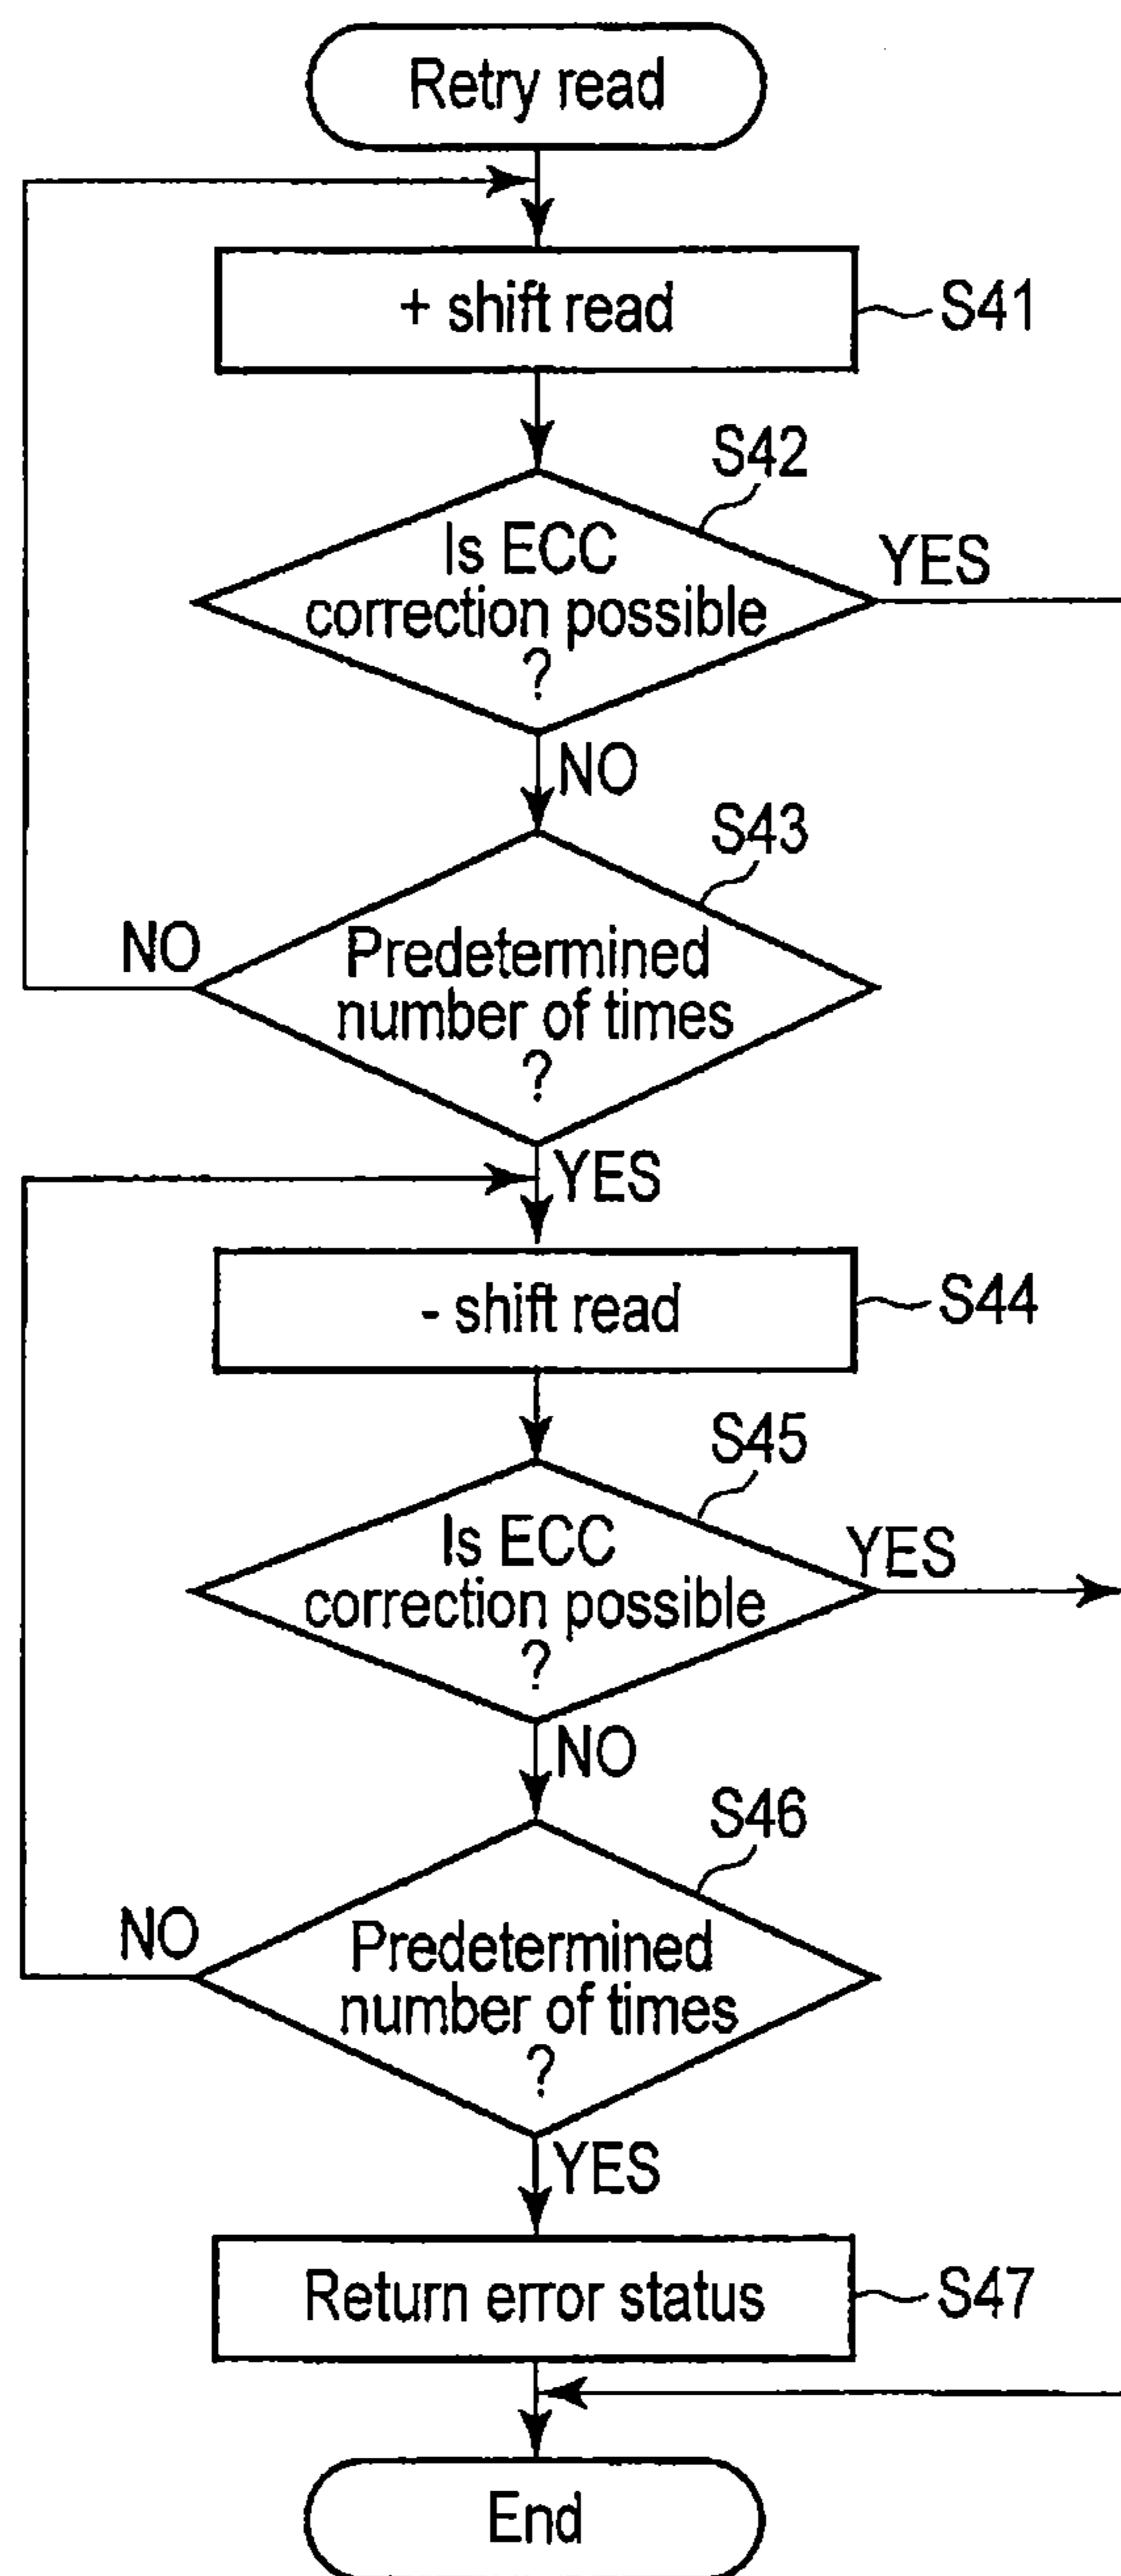 Retry read
+ shift read
S41
S42
Is ECC
correction possible
?
YES
NO
S43
Predetermined
number of times
?
NO
YES
- shift read
S44
S45
Is ECC
correction possible
?
YES
NO
S46
Predetermined
number of times
?
NO
YES
Return error status
S47
End